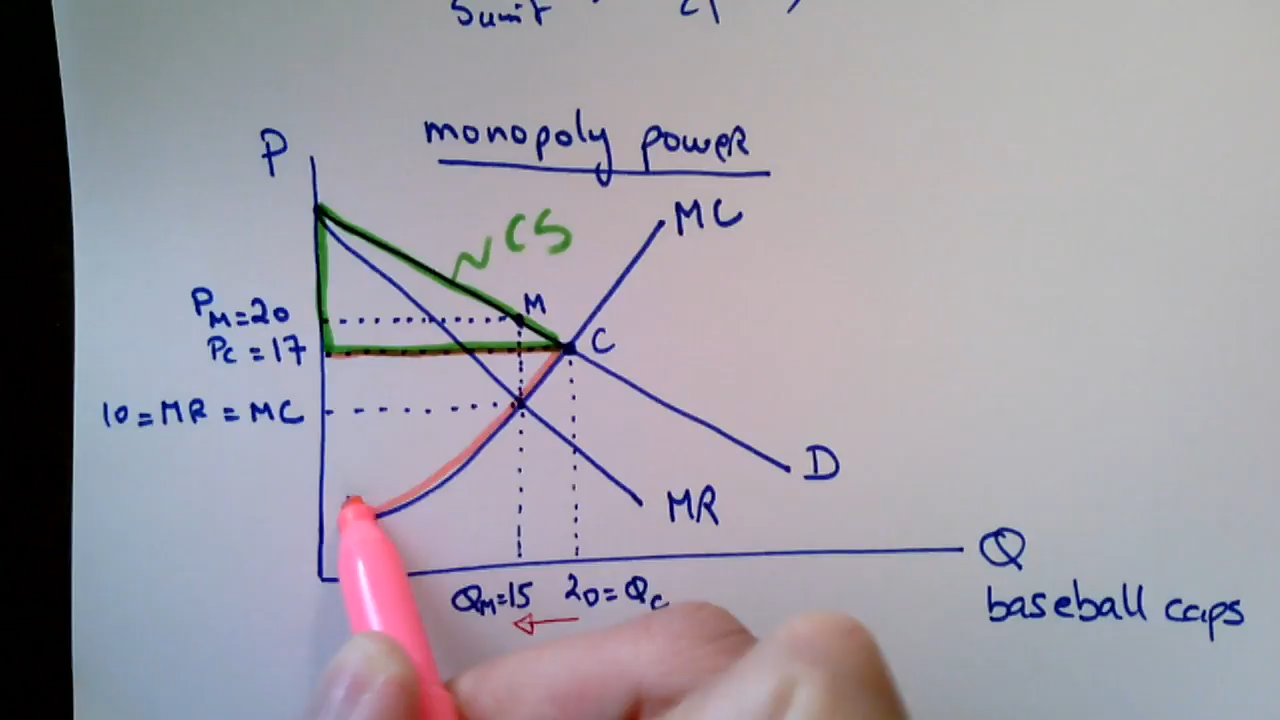 monopoly power
P
MC
CS
M
PM=20
C
Pc=17
10=MR=MC
D
MR
Q
QM=15
20=Qc
baseball caps